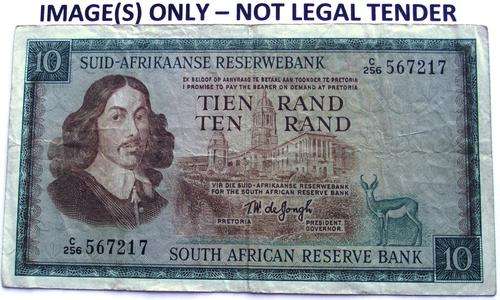 IMAGE(S) ONLY – NOT LEGAL TENDER
10
SUID-AFRIKAANSE RESERWEBANK
C/256 567217
EK BELOOF OP AANVRAAG TE BETAAL AAN TOONDER TE PRETORIA
I PROMISE TO PAY THE BEARER ON DEMAND AT PRETORIA
TIEN RAND
TEN RAND
VIR DIE SUID-AFRIKAANSE RESERWEBANK
FOR THE SOUTH AFRICAN RESERVE BANK
T.W. de Jongh
PRETORIA
PRESIDENT
GOVERNOR.
C/256 567217
SOUTH AFRICAN RESERVE BANK
10